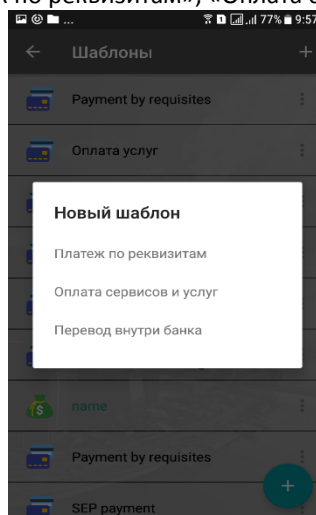 по реквизитам», «Оплата
... 77% 9:57
Шаблоны
Payment by requisites
Оплата услуг
Новый шаблон
Платеж по реквизитам
Оплата сервисов и услуг
Перевод внутри банка
name
Payment by requisites
SEP payment